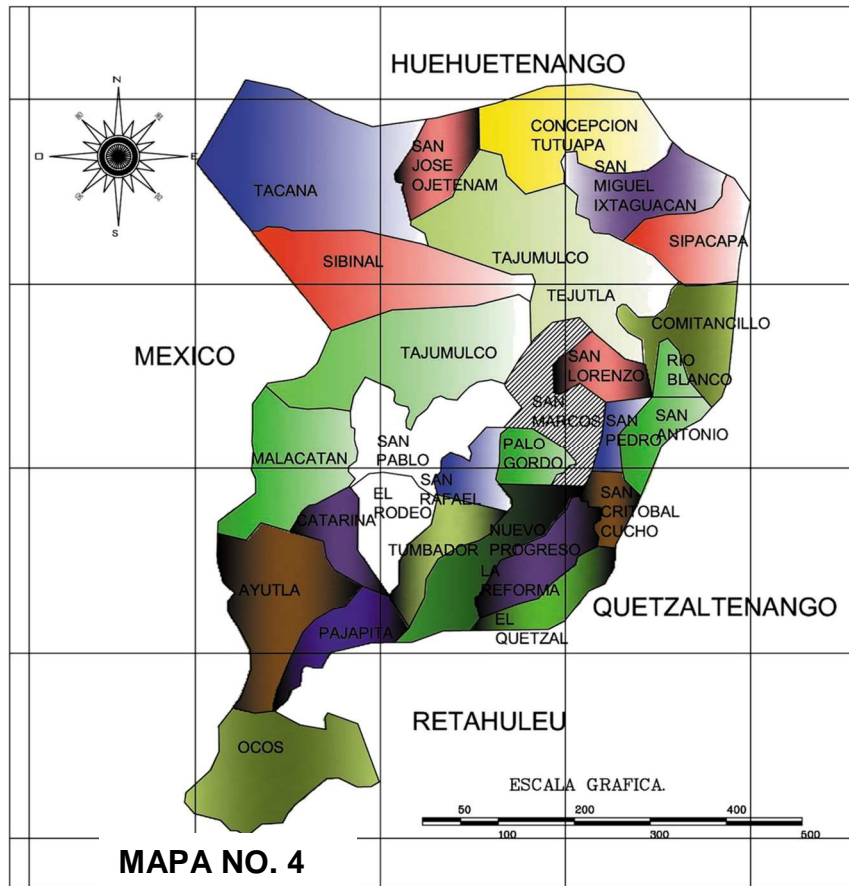 HUEHUETENANGO
N
O
E
S
CONCEPCION
TUTUAPA
SAN
JOSE
OJETENAM
SAN
MIGUEL
IXTAGUACAN
TACANA
SIPACAPA
SIBINAL
TAJUMULCO
TEJUTLA
COMITANCILLO
MEXICO
TAJUMULCO
SAN
LORENZO
RIO
BLANCO
SAN
MARCOS
SAN
PEDRO
SAN
ANTONIO
SAN
PABLO
MALACATAN
PALO
GORDO
SAN
RAFAEL
EL
RODEO
SAN
CRITOBAL
CUCHO
CATARINA
TUMBADOR
NUEVO
PROGRESO
LA
REFORMA
AYUTLA
QUETZALTENANGO
PAJAPITA
EL
QUETZAL
RETAHULEU
OCOS
ESCALA GRAFICA.
50 200 400
100 300 500
MAPA NO. 4